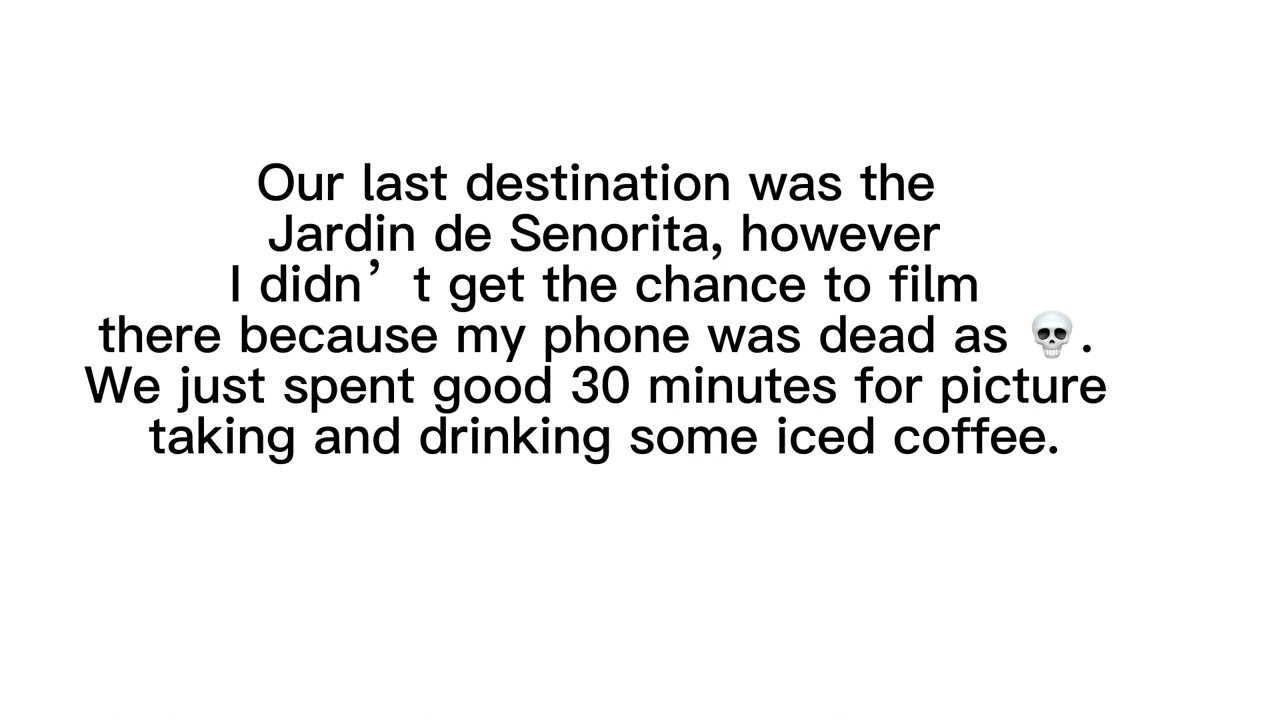 Our last destination was the
Jardin de Senorita, however
I didn’t get the chance to film
there because my phone was dead as 💀.
We just spent good 30 minutes for picture
taking and drinking some iced coffee.